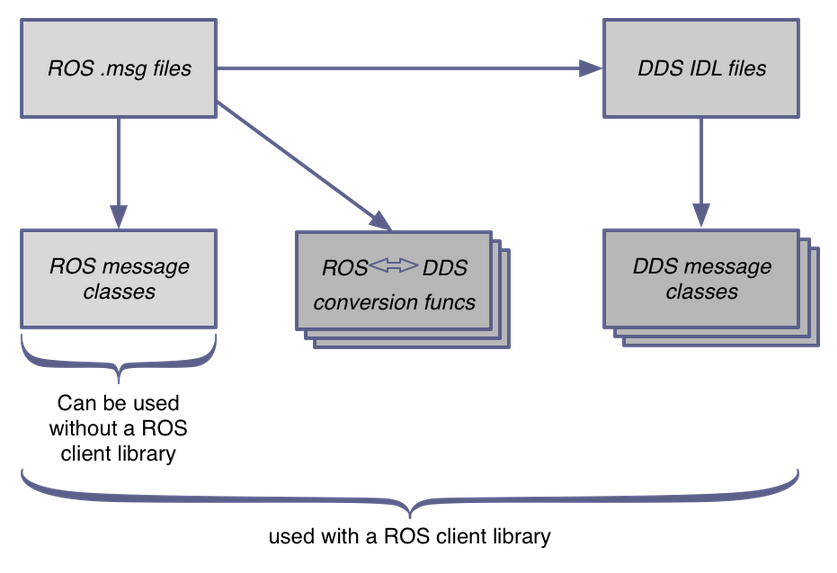 ROS .msg files
DDS IDL files
ROS message
classes
ROS DDS
conversion funcs
DDS message
classes
Can be used
without a ROS
client library
used with a ROS client library